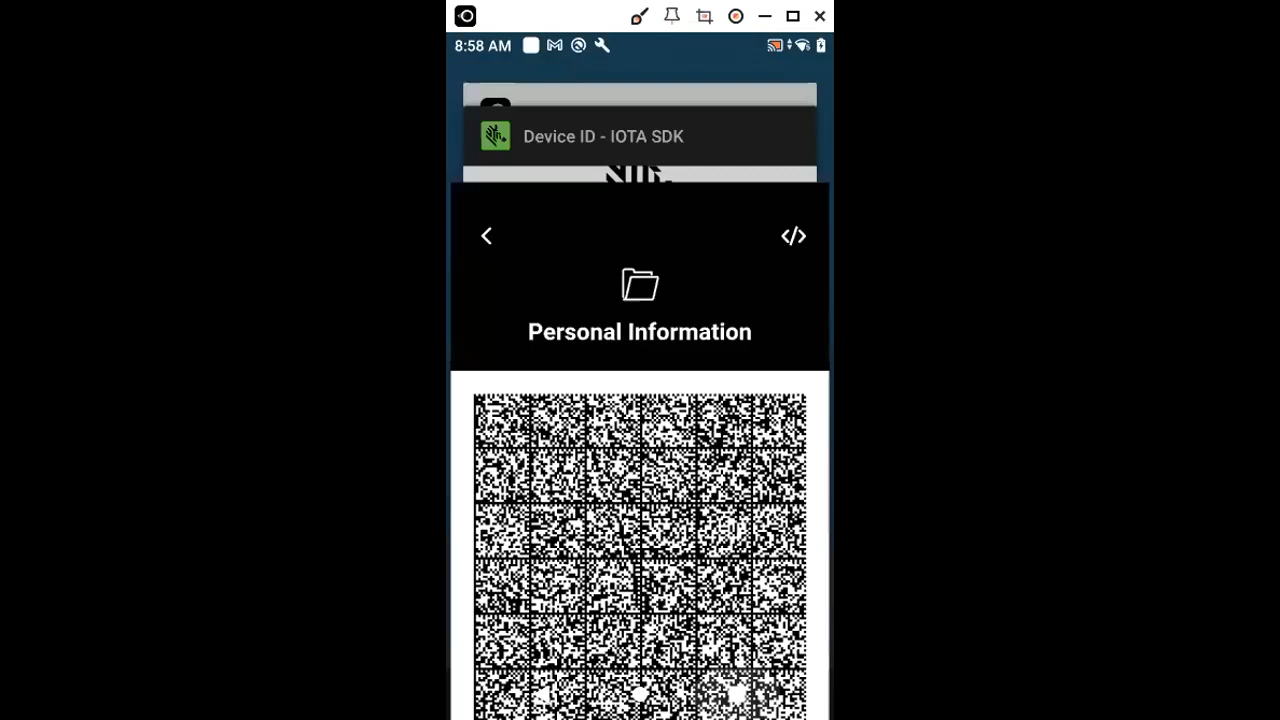 8:58 AM
Device ID - IOTA SDK
Personal Information